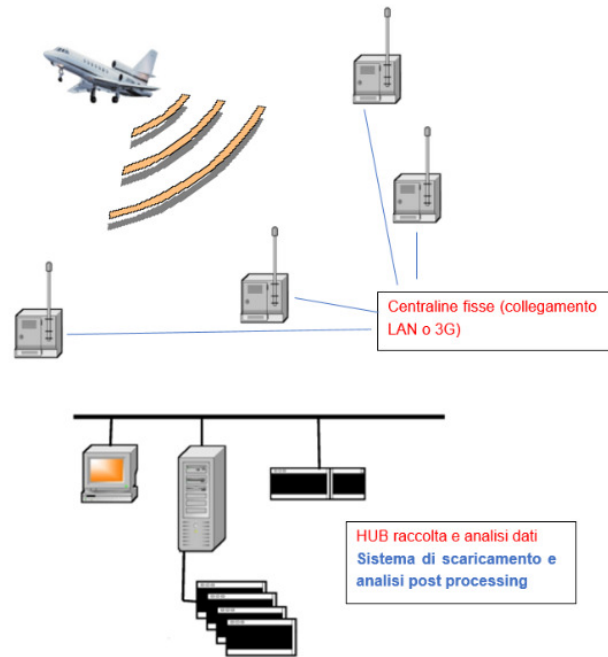 Centraline fisse (collegamento
LAN o 3G)
HUB raccolta e analisi dati
Sistema di scaricamento e
analisi post processing